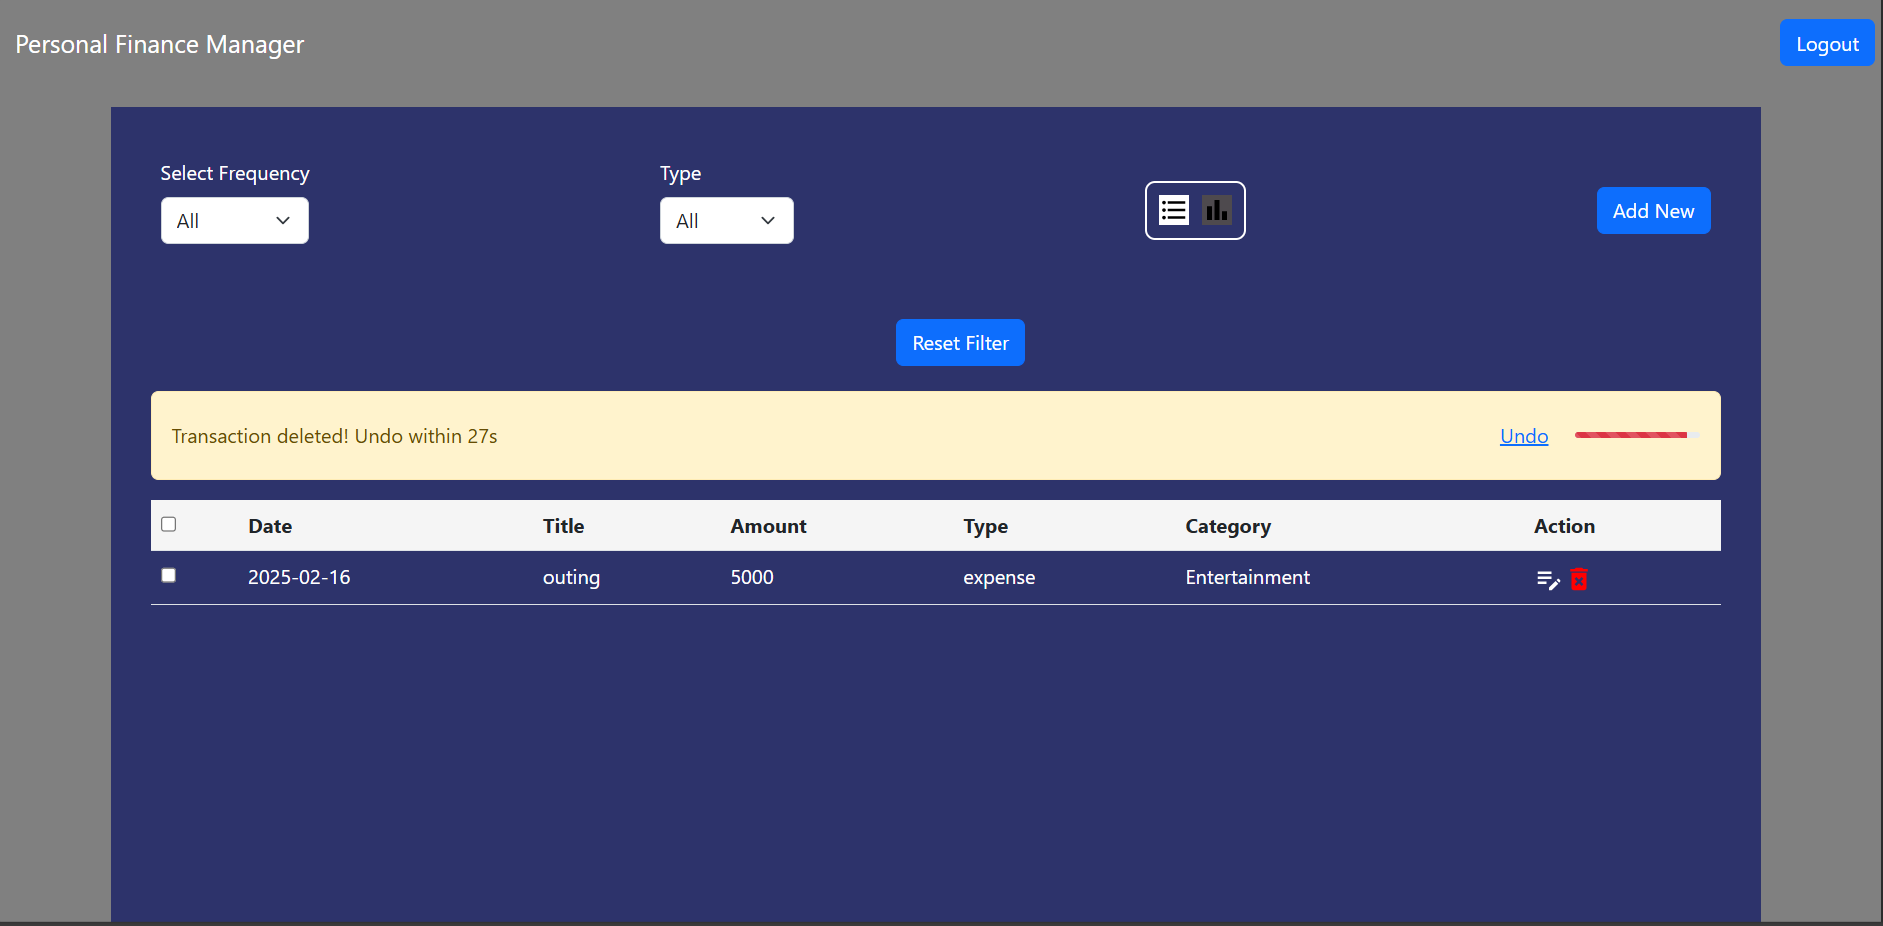 Personal Finance Manager
Logout
Select Frequency
Type
All
All
Add New
Reset Filter
Transaction deleted! Undo within 27s
Undo
Date Title Amount Type Category Action
2025-02-16 outing 5000 expense Entertainment